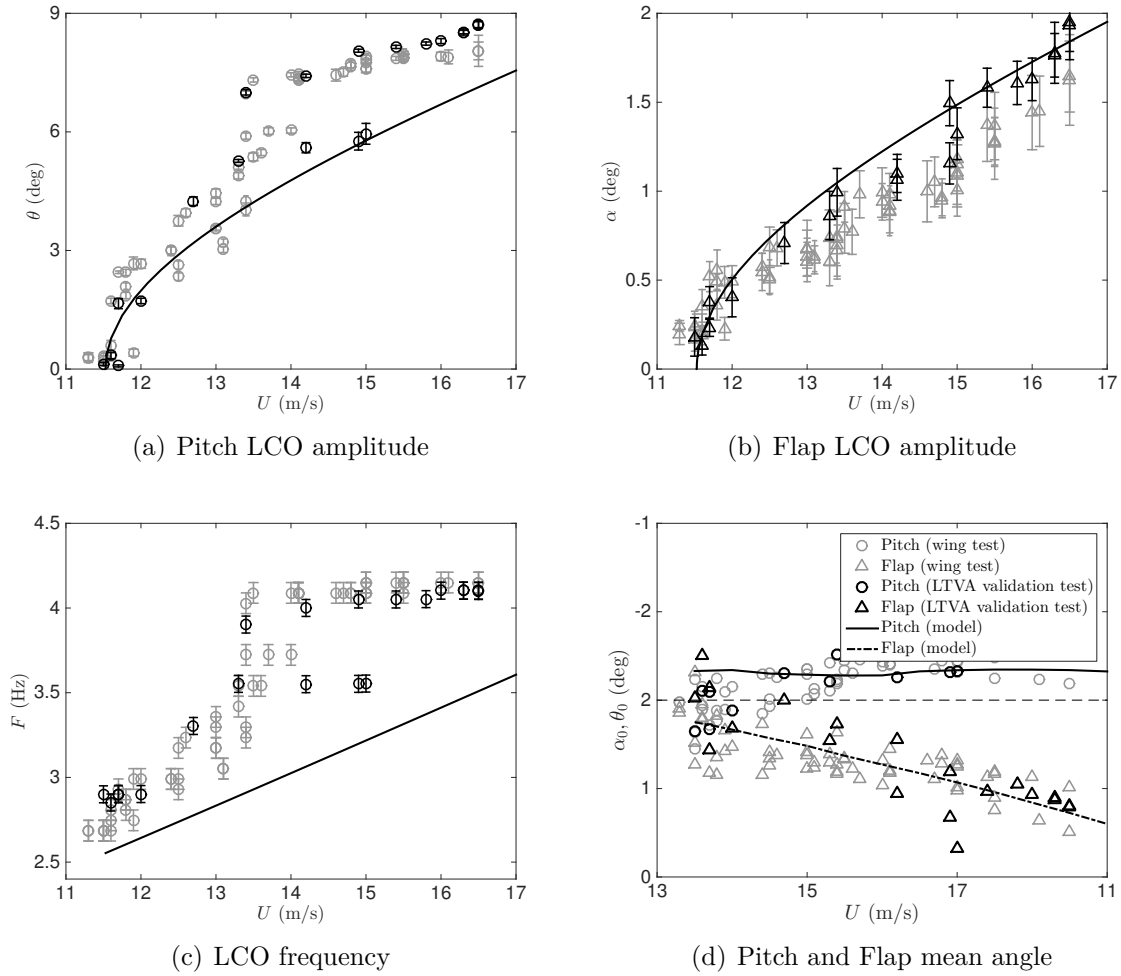 9
6
3
0
θ (deg)
11 12 13 14 15 16 17
U (m/s)
(a) Pitch LCO amplitude
2
1.5
1
0.5
0
α (deg)
11 12 13 14 15 16 17
U (m/s)
(b) Flap LCO amplitude
4.5
4
3.5
3
2.5
F (Hz)
11 12 13 14 15 16 17
U (m/s)
(c) LCO frequency
-1
-2
2
1
0
α₀, θ₀ (deg)
Pitch (wing test)
Flap (wing test)
Pitch (LTVA validation test)
Flap (LTVA validation test)
Pitch (model)
Flap (model)
13 15 17 11
U (m/s)
(d) Pitch and Flap mean angle